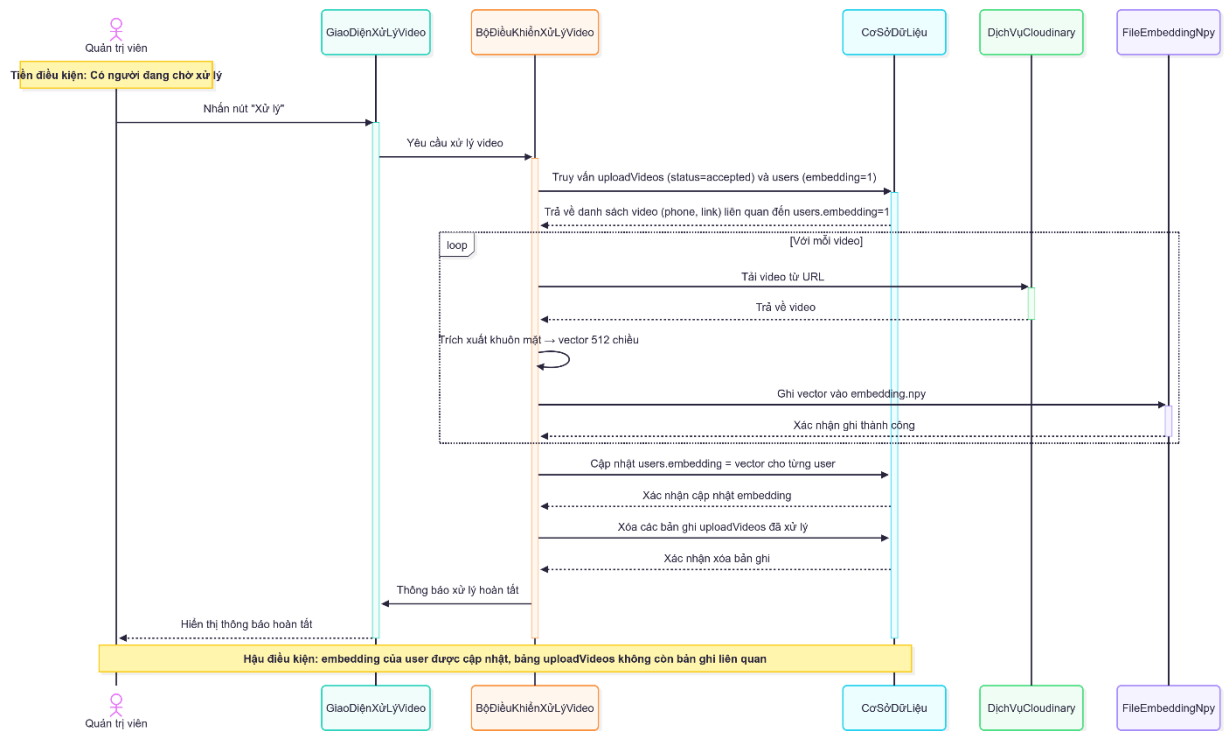 Quản trị viên
GiaoDiệnXửLýVideo
BộĐiềuKhiểnXửLýVideo
CơSởDữLiệu
DịchVụCloudinary
FileEmbeddingNpy
Tiền điều kiện: Có người đang chờ xử lý
Nhấn nút "Xử lý"
Yêu cầu xử lý video
Truy vấn uploadVideos (status=accepted) và users (embedding=1)
Trả về danh sách video (phone, link) liên quan đến users.embedding=1
loop
[Với mỗi video]
Tải video từ URL
Trả về video
Trích xuất khuôn mặt → vector 512 chiều
Ghi vector vào embedding.npy
Xác nhận ghi thành công
Cập nhật users.embedding = vector cho từng user
Xác nhận cập nhật embedding
Xóa các bản ghi uploadVideos đã xử lý
Xác nhận xóa bản ghi
Thông báo xử lý hoàn tất
Hiển thị thông báo hoàn tất
Hậu điều kiện: embedding của user được cập nhật, bảng uploadVideos không còn bản ghi liên quan
Quản trị viên
GiaoDiệnXửLýVideo
BộĐiềuKhiểnXửLýVideo
CơSởDữLiệu
DịchVụCloudinary
FileEmbeddingNpy